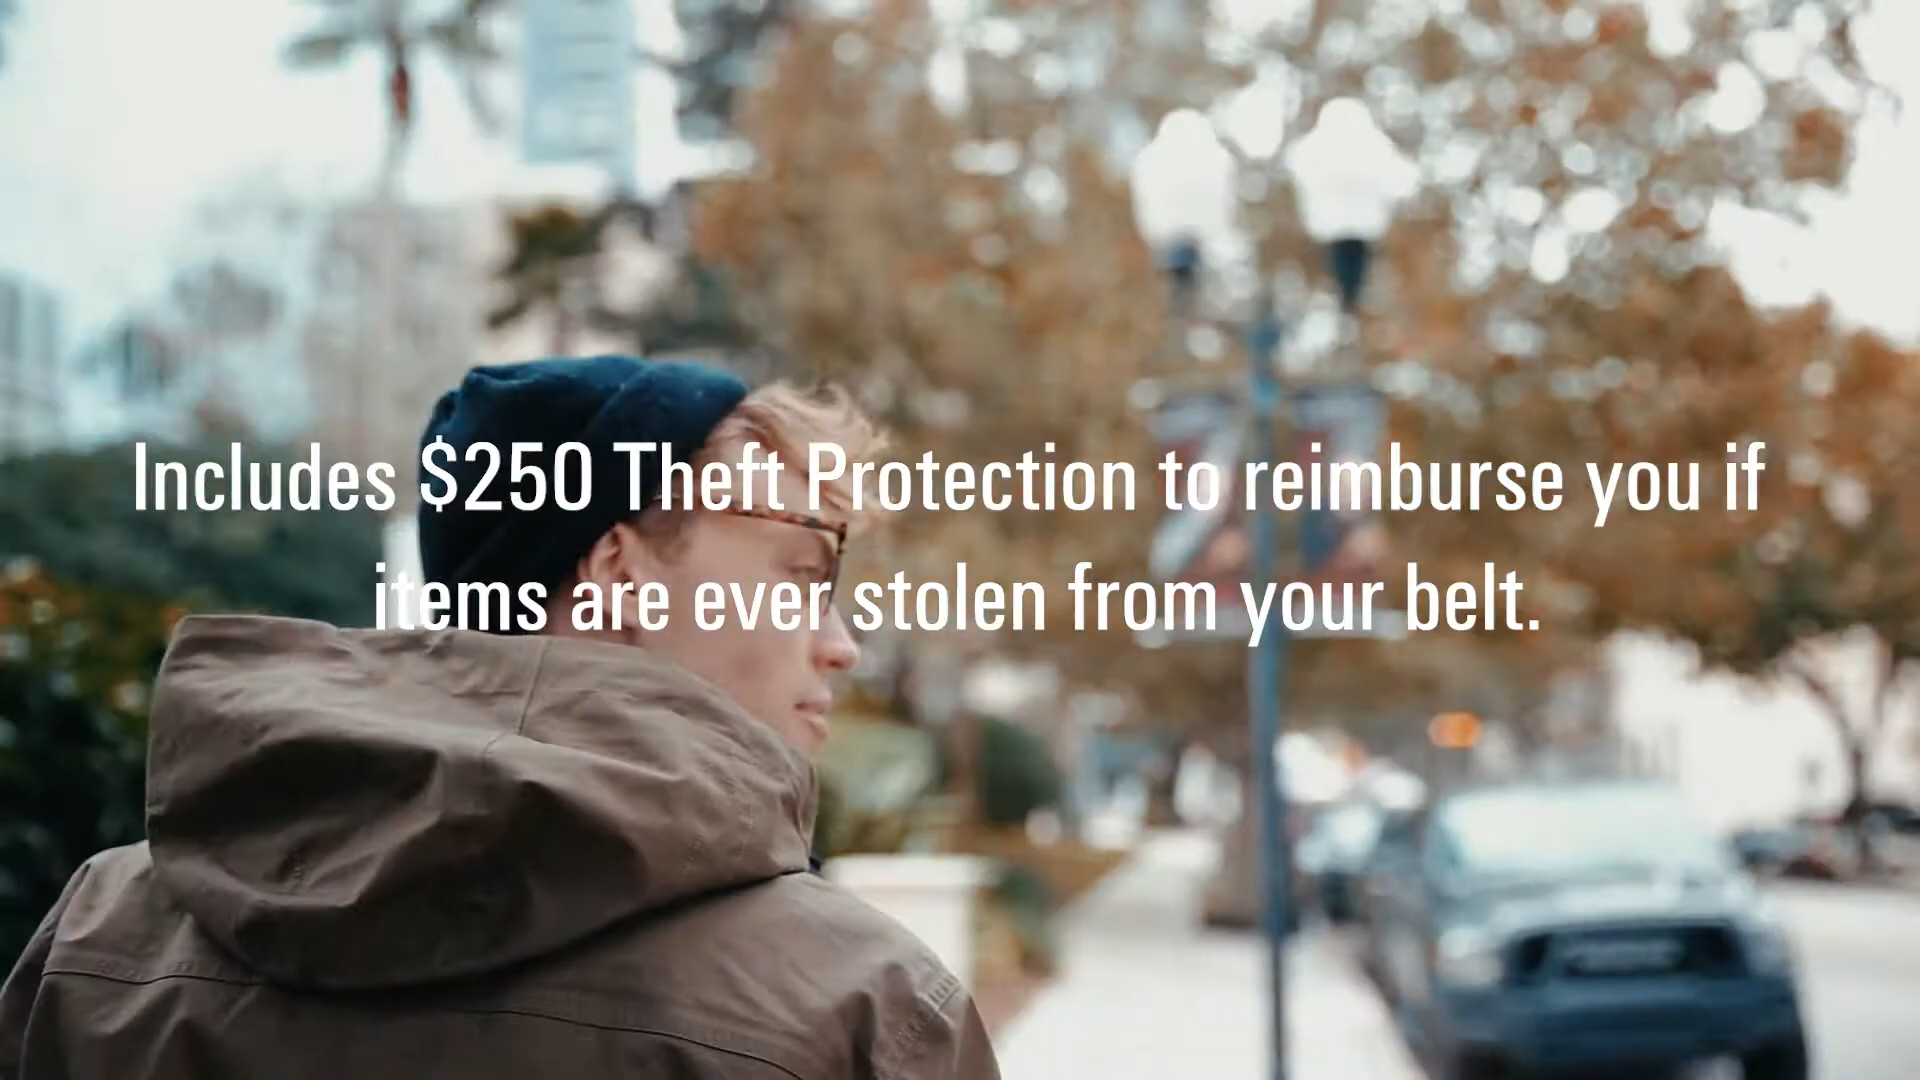 Includes $250 Theft Protection to reimburse you if
items are ever stolen from your belt.